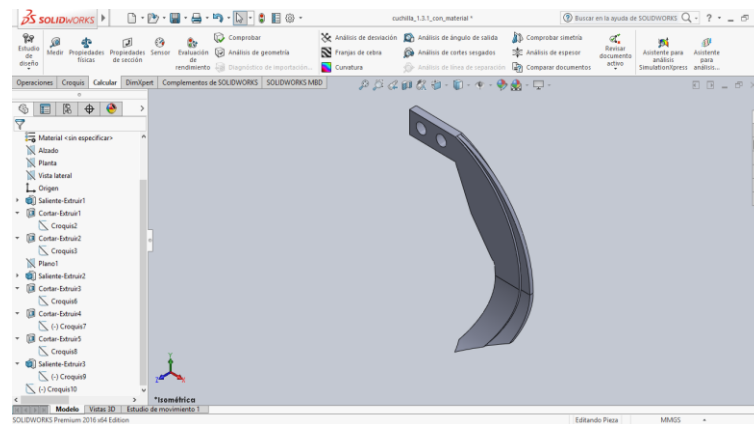 SOLIDWORKS
cuchilla_1.3.1_con_material *
Buscar en la ayuda de SOLIDWORKS
Estudio de diseño
Medir
Propiedades físicas
Propiedades de sección
Sensor
Evaluación de rendimiento
Comprobar
Análisis de geometría
Diagnóstico de importación...
Análisis de desviación
Franjas de cebra
Curvatura
Análisis de ángulo de salida
Análisis de cortes sesgados
Análisis de línea de separación
Comprobar simetría
Análisis de espesor
Comparar documentos
Revisar documento activo
Asistente para análisis SimulationXpress
Asistente para análisis...
Operaciones Croquis Calcular DimXpert Complementos de SOLIDWORKS SOLIDWORKS MBD
Material <sin especificar>
Alzado
Planta
Vista lateral
Origen
Saliente-Extruir1
Cortar-Extruir1
Croquis2
Cortar-Extruir2
Croquis3
Plano1
Saliente-Extruir2
Cortar-Extruir3
Croquis6
Cortar-Extruir4
(-) Croquis7
Cortar-Extruir5
Croquis8
Saliente-Extruir3
(-) Croquis9
(-) Croquis10
*Isométrica
Modelo Vistas 3D Estudio de movimiento 1
SOLIDWORKS Premium 2016 x64 Edition
Editando Pieza
MMGS